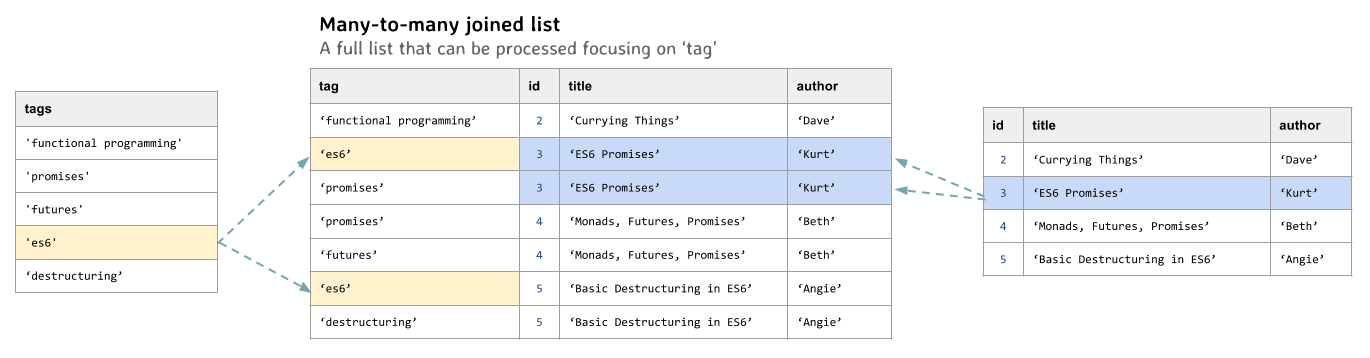 Many-to-many joined list
A full list that can be processed focusing on ‘tag’
tags
'functional programming'
'promises'
'futures'
'es6'
‘destructuring’
tag id title author
‘functional programming’ 2 ‘Currying Things’ ‘Dave’
‘es6’ 3 ‘ES6 Promises’ ‘Kurt’
‘promises’ 3 ‘ES6 Promises’ ‘Kurt’
‘promises’ 4 ‘Monads, Futures, Promises’ ‘Beth’
‘futures’ 4 ‘Monads, Futures, Promises’ ‘Beth’
‘es6’ 5 ‘Basic Destructuring in ES6’ ‘Angie’
‘destructuring’ 5 ‘Basic Destructuring in ES6’ ‘Angie’
id title author
2 ‘Currying Things’ ‘Dave’
3 ‘ES6 Promises’ ‘Kurt’
4 ‘Monads, Futures, Promises’ ‘Beth’
5 ‘Basic Destructuring in ES6’ ‘Angie’